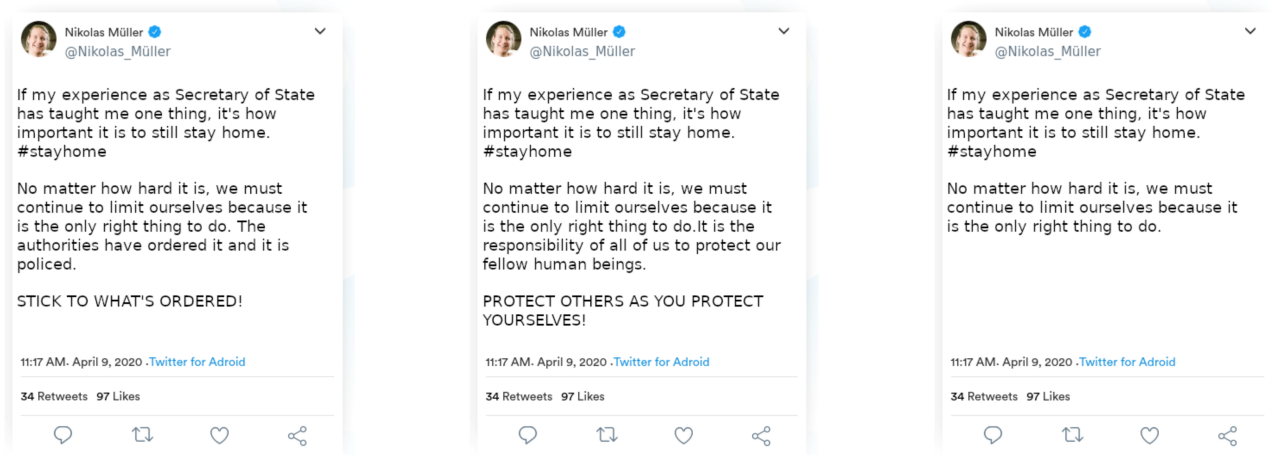 Nikolas Müller
@Nikolas_Müller
If my experience as Secretary of State
has taught me one thing, it's how
important it is to still stay home.
#stayhome
No matter how hard it is, we must
continue to limit ourselves because it
is the only right thing to do. The
authorities have ordered it and it is
policed.
STICK TO WHAT'S ORDERED!
11:17 AM. April 9, 2020 .Twitter for Adroid
34 Retweets 97 Likes
Nikolas Müller
@Nikolas_Müller
If my experience as Secretary of State
has taught me one thing, it's how
important it is to still stay home.
#stayhome
No matter how hard it is, we must
continue to limit ourselves because it
is the only right thing to do.It is the
responsibility of all of us to protect our
fellow human beings.
PROTECT OTHERS AS YOU PROTECT
YOURSELVES!
11:17 AM. April 9, 2020 .Twitter for Adroid
34 Retweets 97 Likes
Nikolas Müller
@Nikolas_Müller
If my experience as Secretary of State
has taught me one thing, it's how
important it is to still stay home.
#stayhome
No matter how hard it is, we must
continue to limit ourselves because it
is the only right thing to do.
11:17 AM. April 9, 2020 .Twitter for Adroid
34 Retweets 97 Likes